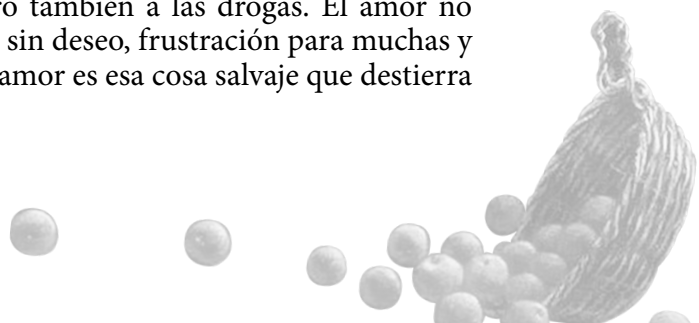 también a las drogas. El amor no
sin deseo, frustración para muchas y
amor es esa cosa salvaje que destierra